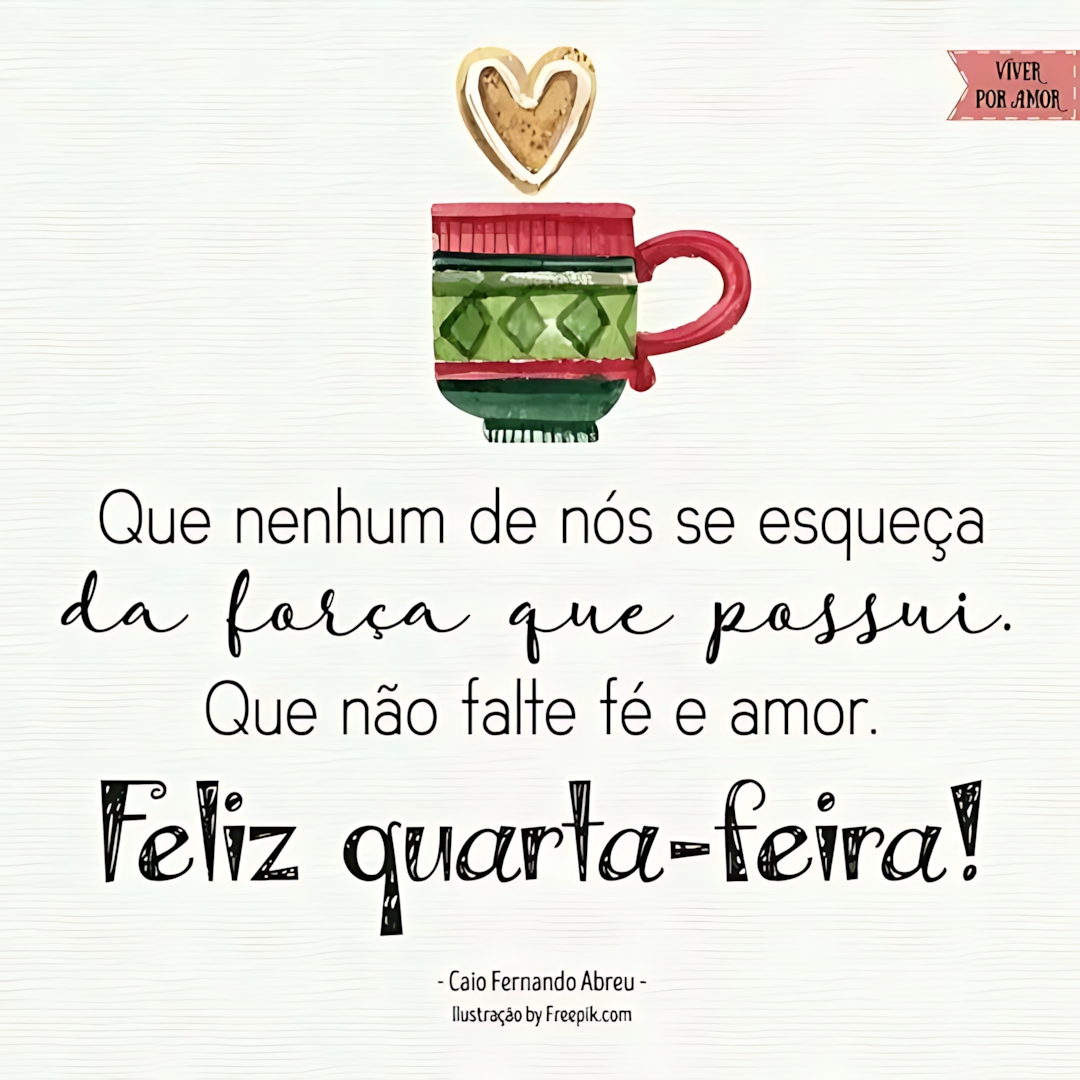 VIVER
POR AMOR
Que nenhum de nós se esqueça
da força que possui.
Que não falte fé e amor.
Feliz quarta-feira!
- Caio Fernando Abreu -
Ilustração by Freepik.com